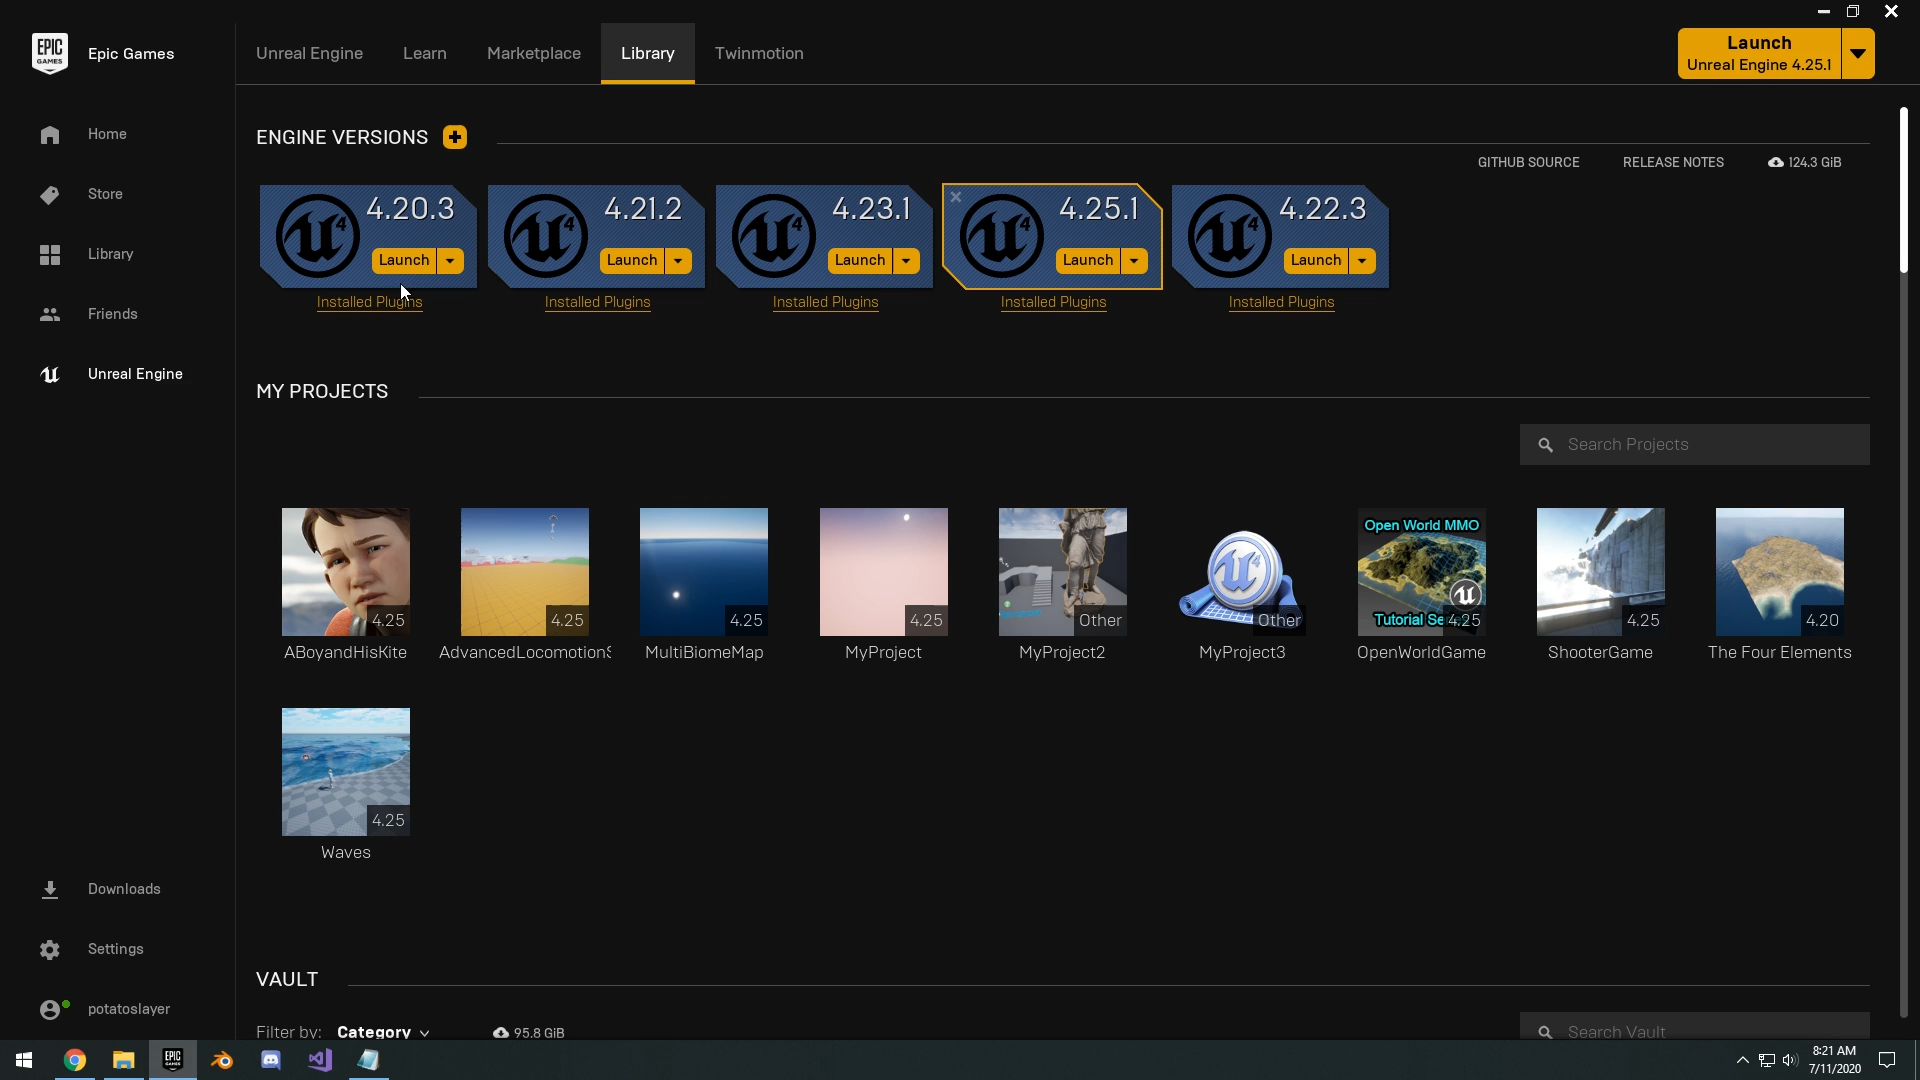 EPIC GAMES
Epic Games
Unreal Engine
Learn
Marketplace
Library
Twinmotion
Launch
Unreal Engine 4.25.1
Home
Store
Library
Friends
Unreal Engine
ENGINE VERSIONS
GITHUB SOURCE
RELEASE NOTES
124.3 GiB
4.20.3
Launch
Installed Plugins
4.21.2
Launch
Installed Plugins
4.23.1
Launch
Installed Plugins
4.25.1
Launch
Installed Plugins
4.22.3
Launch
Installed Plugins
MY PROJECTS
Search Projects
4.25
ABoyandHisKite
4.25
AdvancedLocomotionS
4.25
MultiBiomeMap
4.25
MyProject
Other
MyProject2
Other
MyProject3
Open World MMO
Tutorial Se
4.25
OpenWorldGame
4.25
ShooterGame
4.20
The Four Elements
4.25
Waves
Downloads
Settings
potatoslayer
VAULT
Filter by: Category
95.8 GiB
Search Vault
EPIC GAMES
8:21 AM
7/11/2020